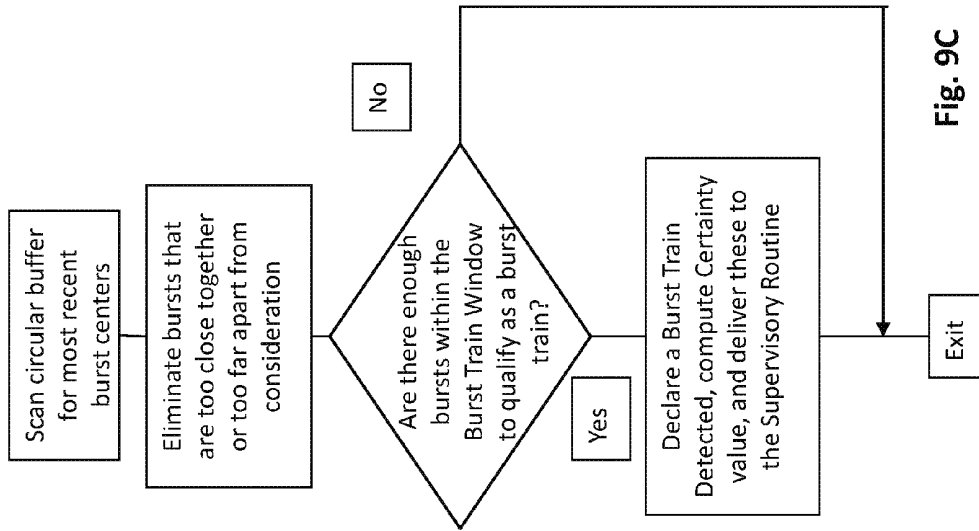 Scan circular buffer
for most recent
burst centers
Eliminate bursts that
are too close together
or too far apart from
consideration
Are there enough
bursts within the
Burst Train Window
to qualify as a burst
train?
No
Yes
Declare a Burst Train
Detected, compute Certainty
value, and deliver these to
the Supervisory Routine
Exit
Fig. 9C